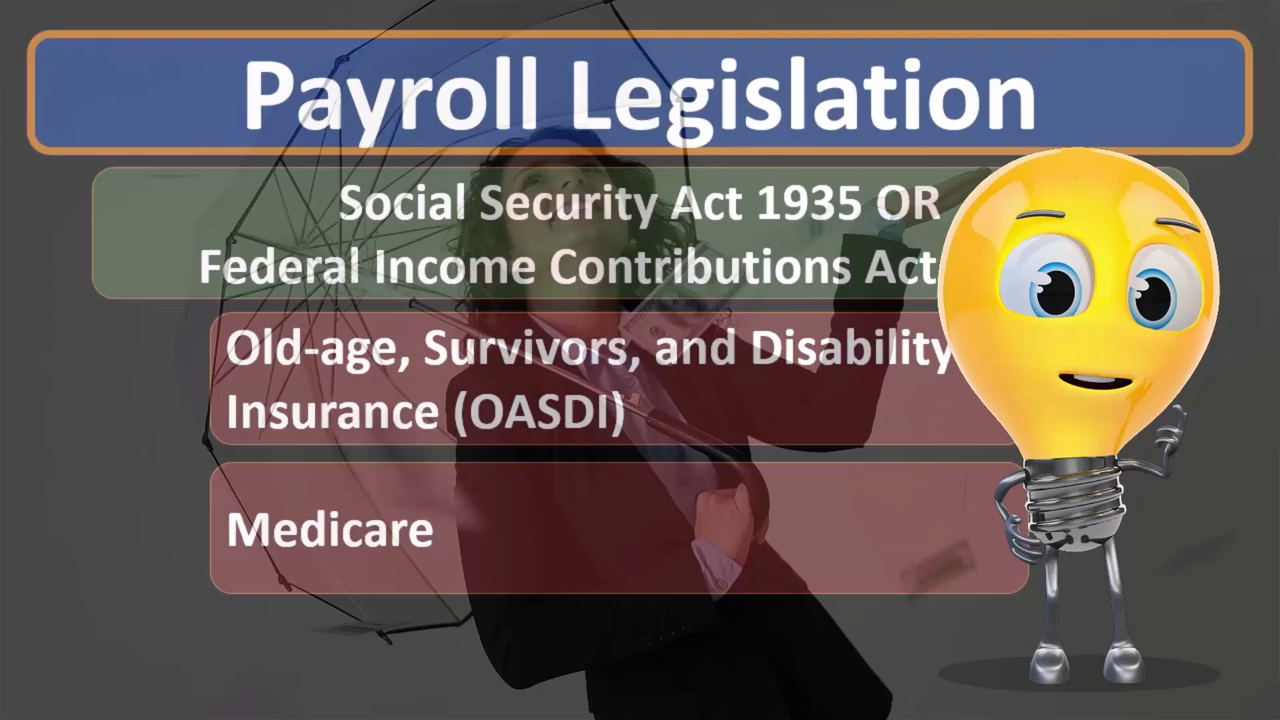 Payroll Legislation
Social Security Act 1935 OR
Federal Income Contributions Act
Old-age, Survivors, and Disability
Insurance (OASDI)
Medicare